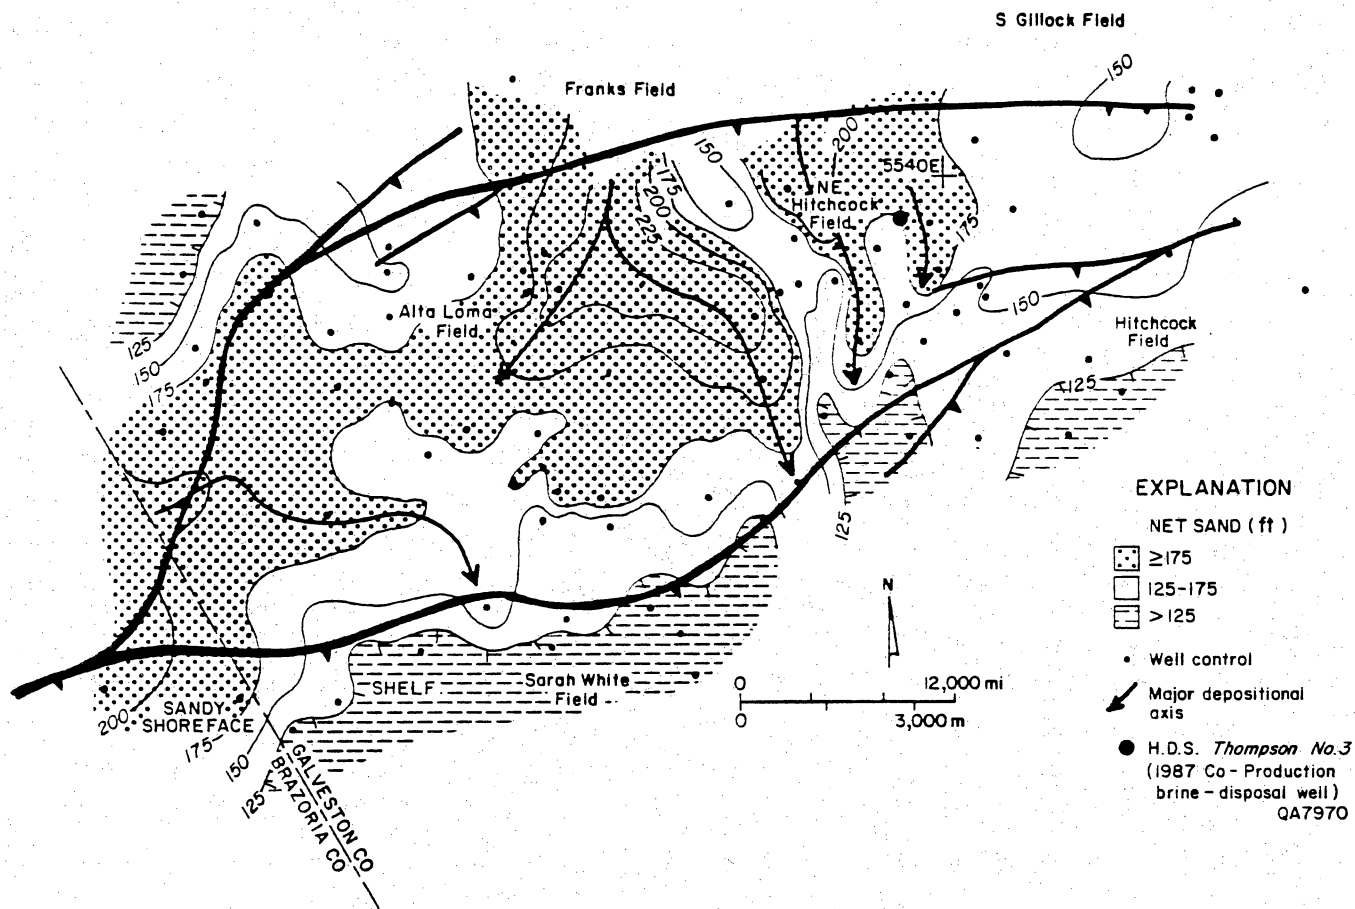 S Gillock Field
Franks Field
150
150
200
5540E
175
200
225
NE
Hitchcock
Field
175
Alta Loma
Field
150
Hitchcock
Field
125
150
175
125
125
EXPLANATION
NET SAND (ft)
≥175
125-175
>125
N
Well control
Major depositional
axis
H.D.S. Thompson No.3
(1987 Co-Production
brine-disposal well)
QA7970
0 12,000 mi
0 3,000 m
SHELF
Sarah White
Field
SANDY
SHOREFACE
200
175
150
125
GALVESTON CO
BRAZORIA CO